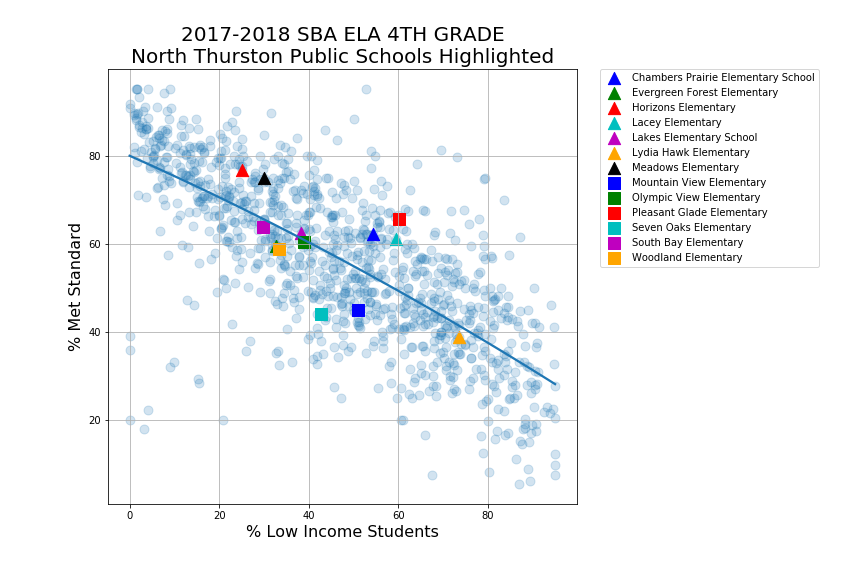 2017-2018 SBA ELA 4TH GRADE
North Thurston Public Schools Highlighted
% Met Standard
80
60
40
20
0
20
40
60
80
% Low Income Students
Chambers Prairie Elementary School
Evergreen Forest Elementary
Horizons Elementary
Lacey Elementary
Lakes Elementary School
Lydia Hawk Elementary
Meadows Elementary
Mountain View Elementary
Olympic View Elementary
Pleasant Glade Elementary
Seven Oaks Elementary
South Bay Elementary
Woodland Elementary